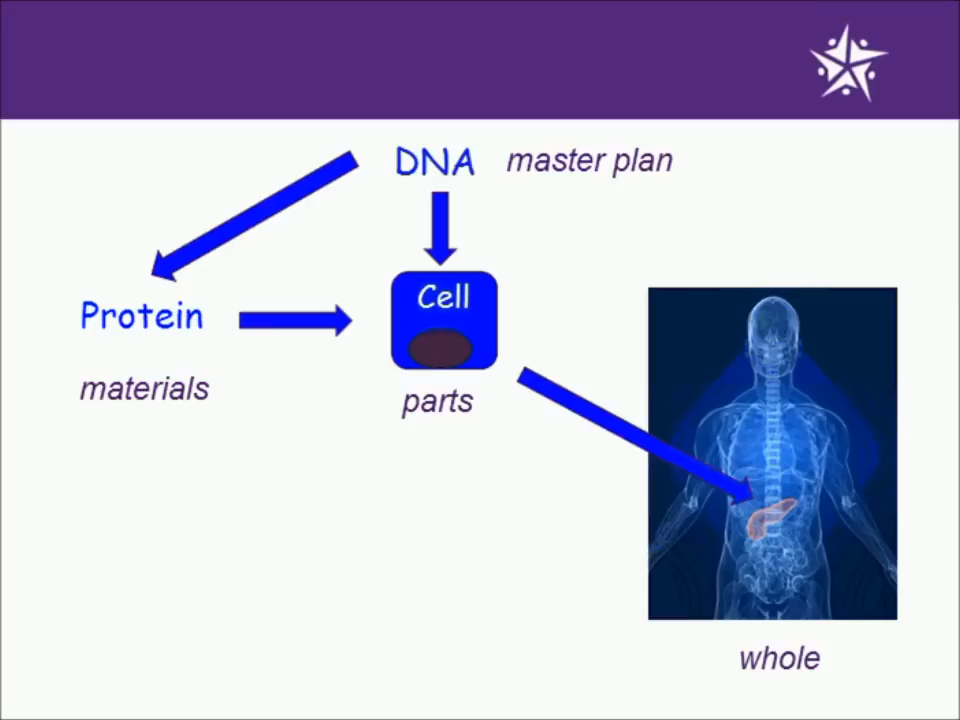 DNA master plan
Cell
Protein
materials
parts
whole